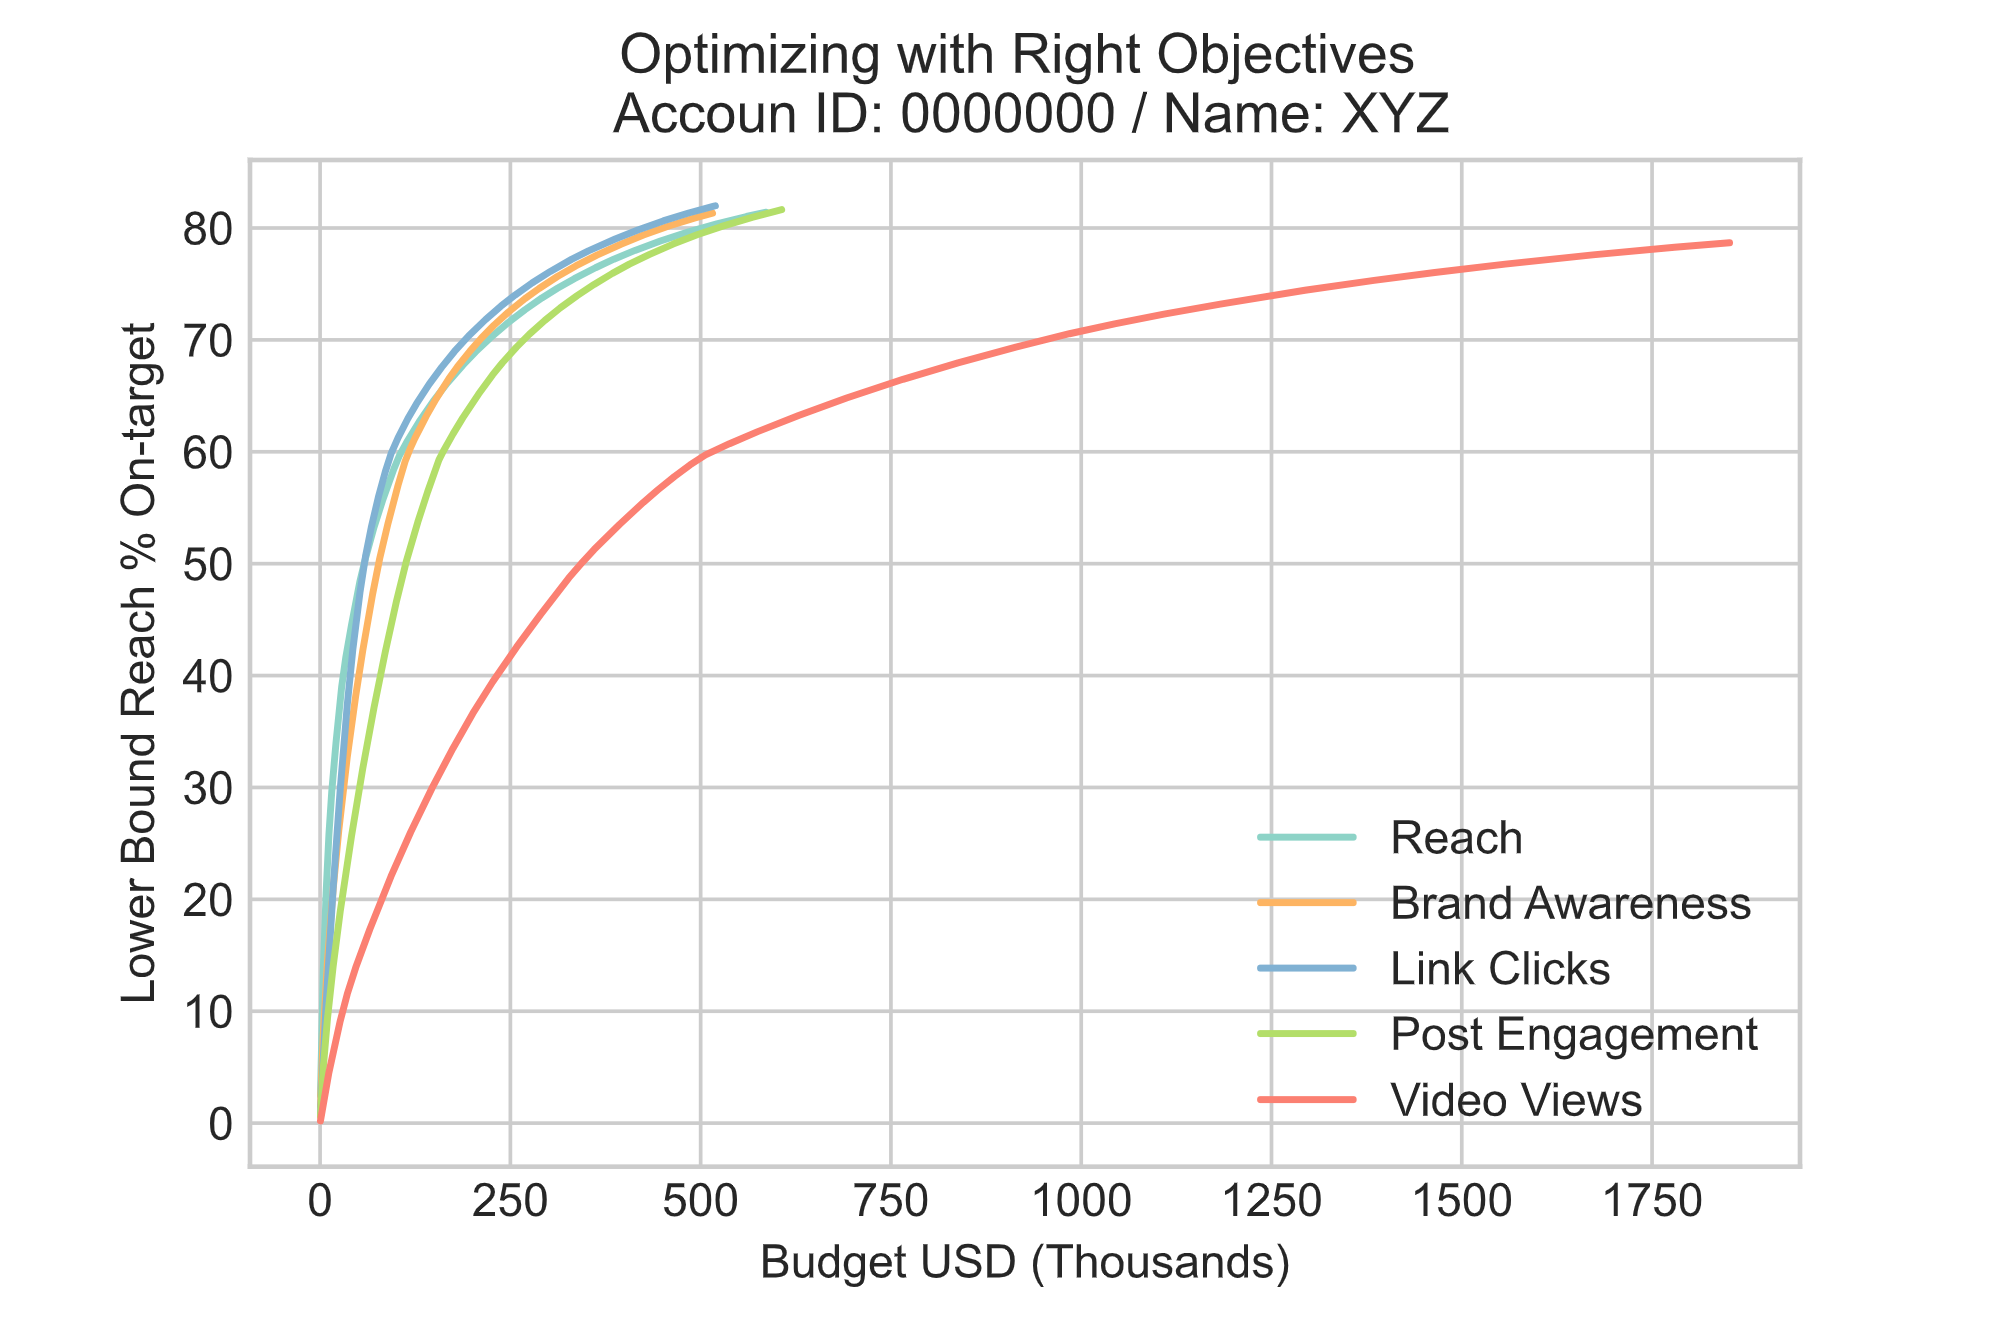 Optimizing with Right Objectives
Accoun ID: 0000000 / Name: XYZ
Lower Bound Reach % On-target
80
70
60
50
40
30
20
10
0
Reach
Brand Awareness
Link Clicks
Post Engagement
Video Views
0 250 500 750 1000 1250 1500 1750
Budget USD (Thousands)